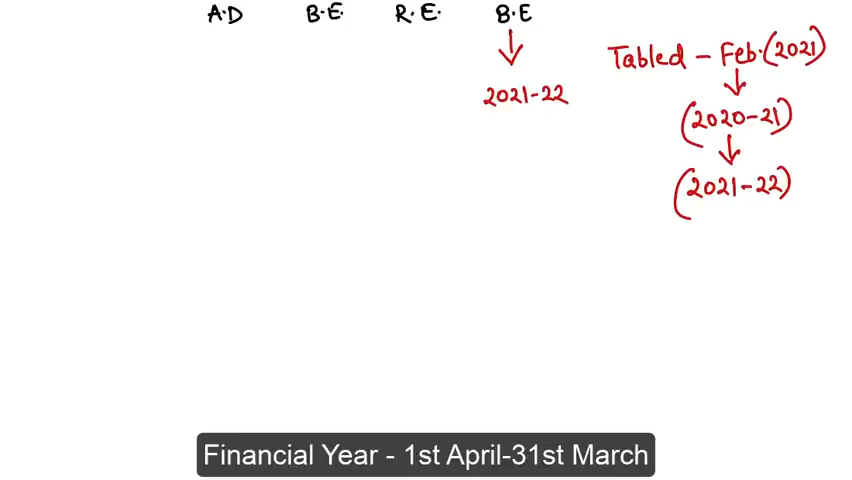 A.D B.E. R.E. B.E
Tabled - Feb. (2021)
2021-22
(2020-21)
(2021-22)
Financial Year - 1st April-31st March